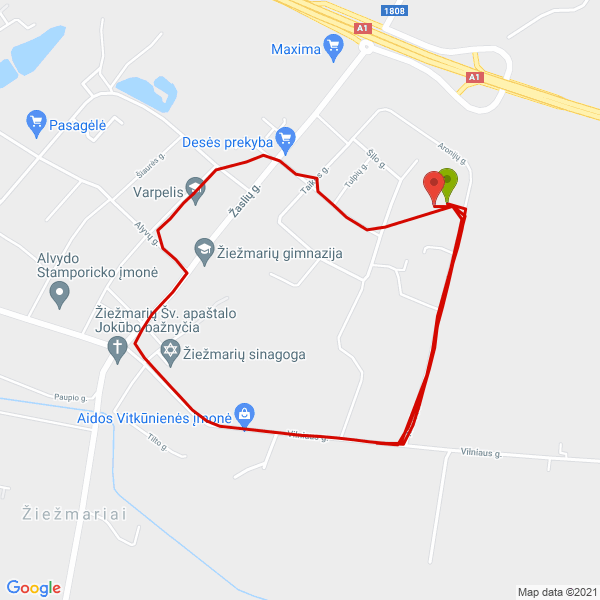 1808
A1
Maxima
A1
Pasagėlė
Desės prekyba
Šiaurės g.
Šilo g.
Aronijų g.
Tulpių g.
Taikos g.
Varpelis
Žaslių g.
Alyvų g.
Žiežmarių gimnazija
Alvydo
Stamporicko įmonė
Žiežmarių Šv. apaštalo
Jokūbo bažnyčia
Žiežmarių sinagoga
Paupio g.
Aidos Vitkūnienės įmonė
Tilto g.
Vilniaus g.
Vilniaus g.
Žiežmariai
Google
Map data ©2021